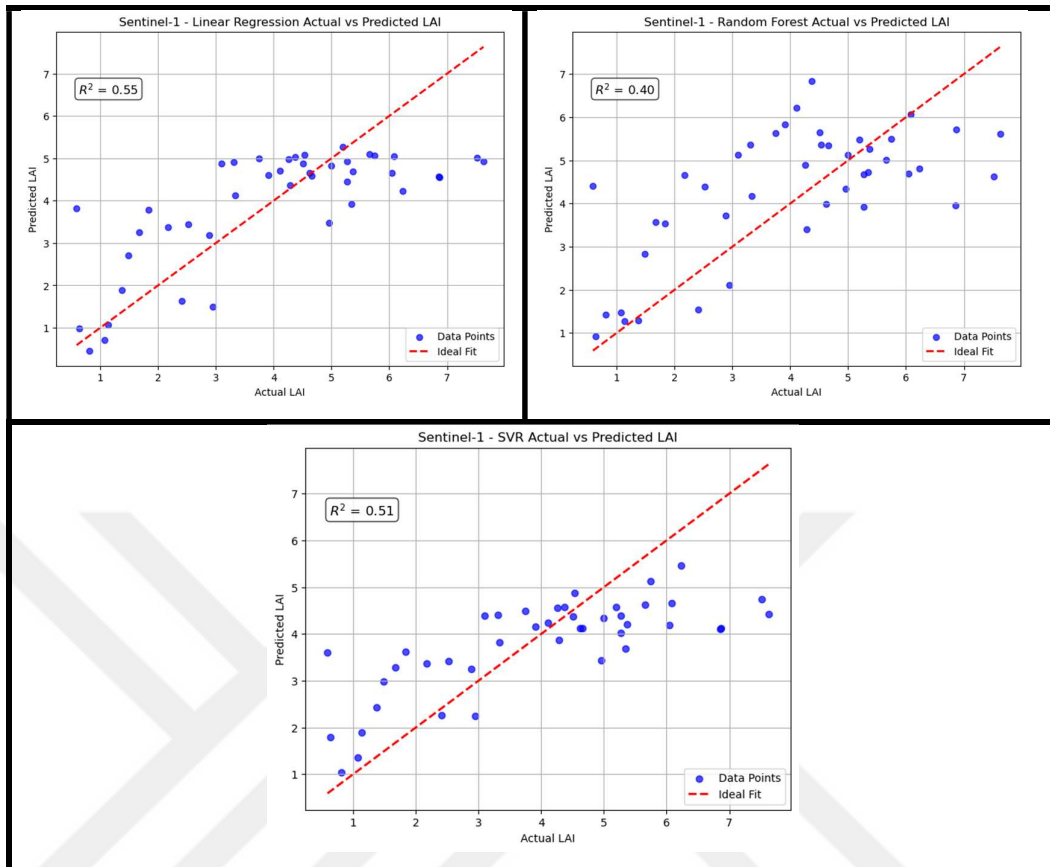 Sentinel-1 - Linear Regression Actual vs Predicted LAI
R² = 0.55
7
6
5
4
3
2
1
Predicted LAI
Data Points
Ideal Fit
1 2 3 4 5 6 7
Actual LAI
Sentinel-1 - Random Forest Actual vs Predicted LAI
R² = 0.40
7
6
5
4
3
2
1
Predicted LAI
Data Points
Ideal Fit
1 2 3 4 5 6 7
Actual LAI
Sentinel-1 - SVR Actual vs Predicted LAI
R² = 0.51
7
6
5
4
3
2
1
Predicted LAI
Data Points
Ideal Fit
1 2 3 4 5 6 7
Actual LAI